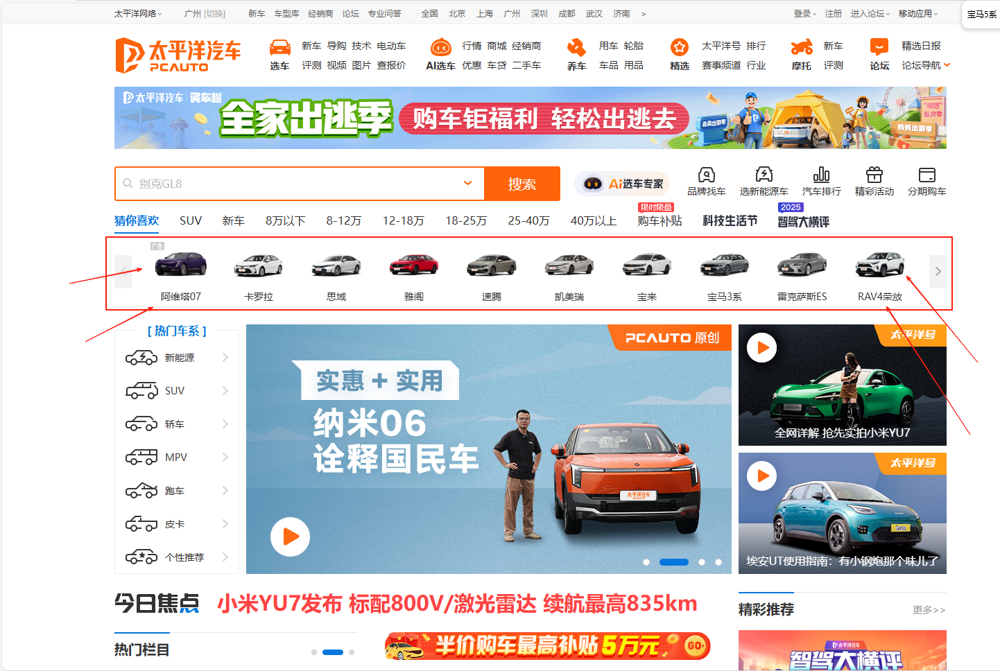 太平洋网络 广州 [切换] 新车 车型库 经销商 论坛 专业问答 全国 北京 上海 广州 深圳 成都 武汉 济南 > 登录 注册 进入论坛 移动应用
宝马5系
太平洋汽车
PCAUTO
选车
新车 导购 技术 电动车
评测 视频 图片 查报价
AI选车
行情 商城 经销商
优惠 车贷 二手车
养车
用车 轮胎
车品 用品
精选
太平洋号 排行
赛事频道 行业
摩托
新车
评测
论坛
精选日报
论坛导航
太平洋汽车 买车趣
全家出逃季
购车钜福利 轻松出逃去
妈妈出游季
别克GL8
搜索
Ai选车专家
品牌找车
选新能源车
汽车排行
精彩活动
分期购车
限时限量
2025
猜你喜欢 SUV 新车 8万以下 8-12万 12-18万 18-25万 25-40万 40万以上 购车补贴 科技生活节 智驾大横评
广告
阿维塔07 卡罗拉 思域 雅阁 速腾 凯美瑞 宝来 宝马3系 雷克萨斯ES RAV4荣放
[ 热门车系 ]
新能源
SUV
轿车
MPV
跑车
皮卡
个性推荐
PCAUTO 原创
实惠 + 实用
纳米06
诠释国民车
太平洋汽车
PCAUTO
太平洋号
全网详解 抢先实拍小米YU7
太平洋号
埃安UT使用指南：有小钢炮那个味儿了
今日焦点
小米YU7发布 标配800V/激光雷达 续航最高835km
精彩推荐
更多>>
热门栏目
半价购车最高补贴5万元
GO
太平洋汽车
PCAUTO
智驾大横评